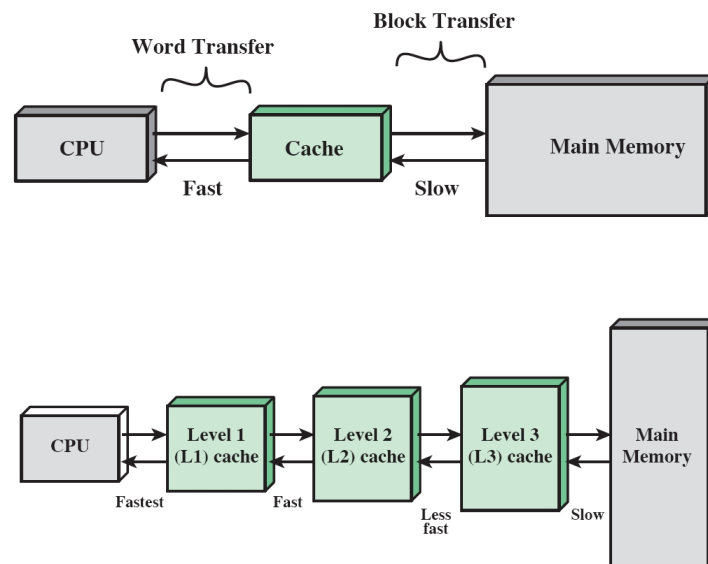 Block Transfer
Word Transfer
CPU
Cache
Main Memory
Fast
Slow
CPU
Level 1
(L1) cache
Level 2
(L2) cache
Level 3
(L3) cache
Main
Memory
Fastest
Fast
Less
fast
Slow